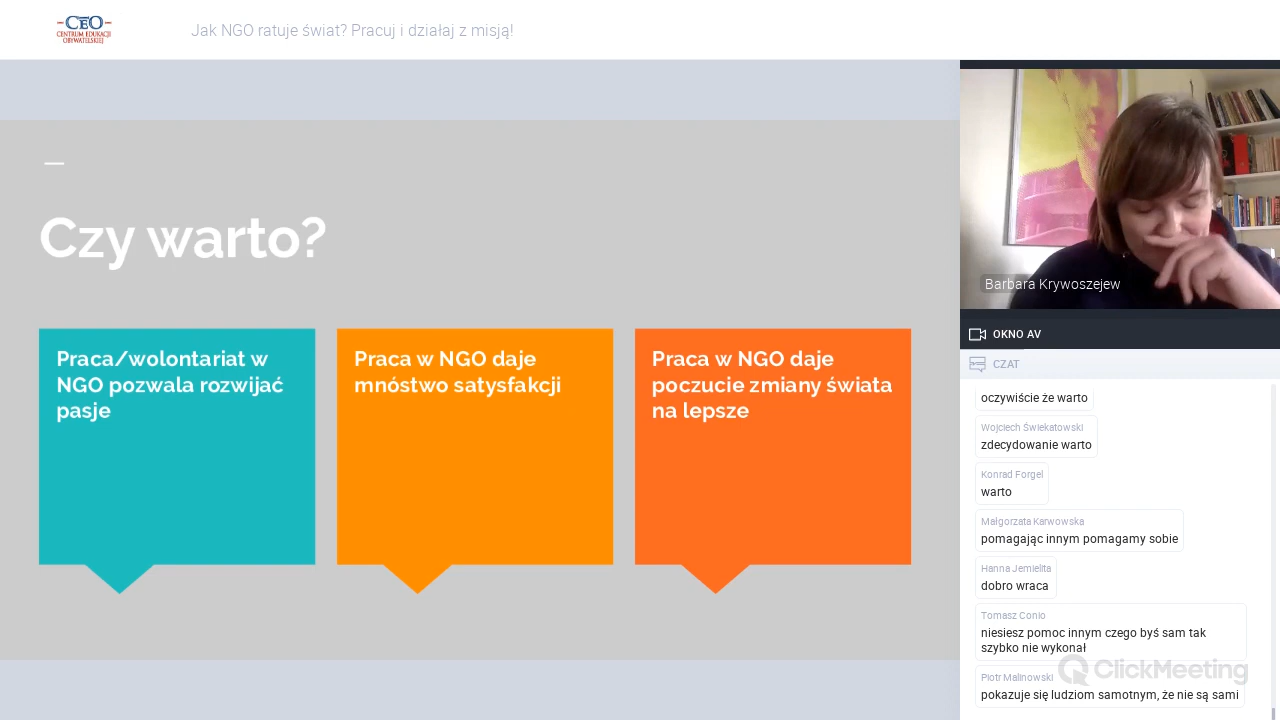 CEO
CENTRUM EDUKACJI
OBYWATELSKIEJ
Jak NGO ratuje świat? Pracuj i działaj z misją!
Czy warto?
Praca/wolontariat w
NGO pozwala rozwijać
pasje
Praca w NGO daje
mnóstwo satysfakcji
Praca w NGO daje
poczucie zmiany świata
na lepsze
Barbara Krywoszejew
OKNO AV
CZAT
oczywiście że warto
Wojciech Świekatowski
zdecydowanie warto
Konrad Forgel
warto
Małgorzata Karwowska
pomagając innym pomagamy sobie
Hanna Jemielita
dobro wraca
Tomasz Conio
niesiesz pomoc innym czego byś sam tak
szybko nie wykonał
ClickMeeting
Piotr Malinowski
pokazuje się ludziom samotnym, że nie są sami